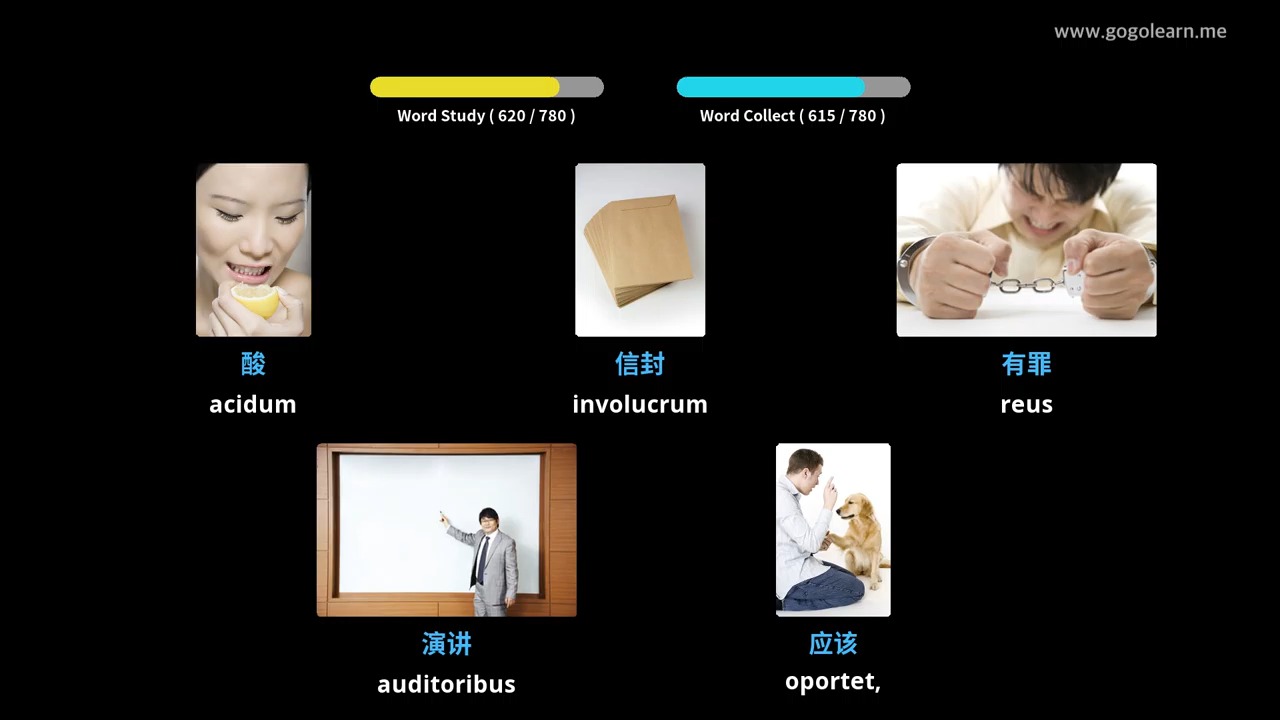 www.gogolearn.me
Word Study ( 620 / 780 )
Word Collect ( 615 / 780 )
酸
acidum
信封
involucrum
有罪
reus
演讲
auditoribus
应该
oportet,